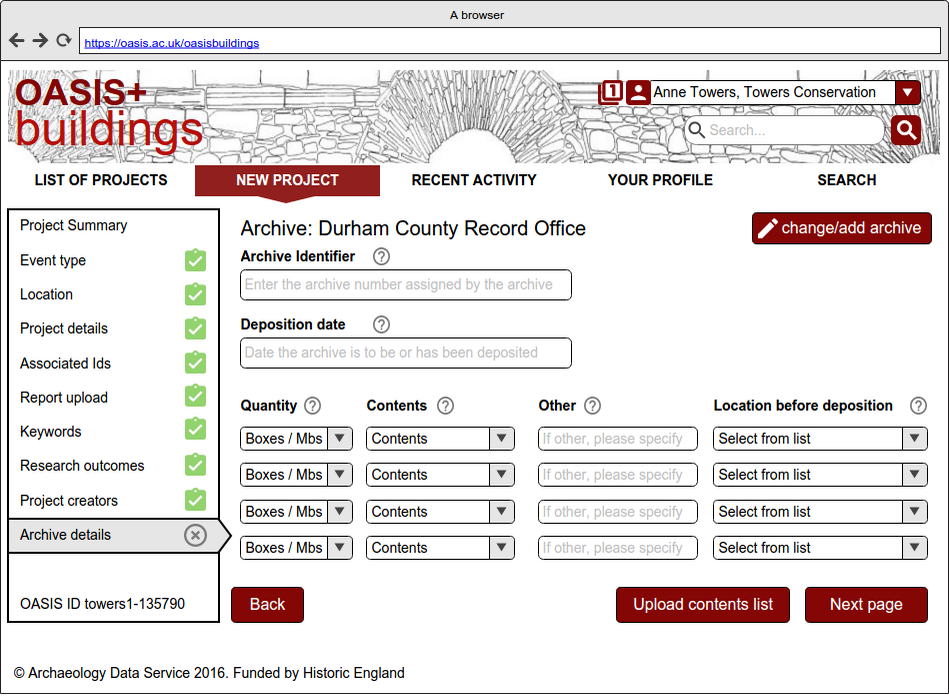 A browser
https://oasis.ac.uk/oasisbuildings
OASIS+
buildings
1
Anne Towers, Towers Conservation
Search...
LIST OF PROJECTS
NEW PROJECT
RECENT ACTIVITY
YOUR PROFILE
SEARCH
Project Summary
Event type
Location
Project details
Associated Ids
Report upload
Keywords
Research outcomes
Project creators
Archive details
OASIS ID towers1-135790
Archive: Durham County Record Office
change/add archive
Archive Identifier ?
Enter the archive number assigned by the archive
Deposition date ?
Date the archive is to be or has been deposited
Quantity ? Contents ? Other ? Location before deposition ?
Boxes / Mbs Contents If other, please specify Select from list
Boxes / Mbs Contents If other, please specify Select from list
Boxes / Mbs Contents If other, please specify Select from list
Boxes / Mbs Contents If other, please specify Select from list
Back
Upload contents list
Next page
© Archaeology Data Service 2016. Funded by Historic England